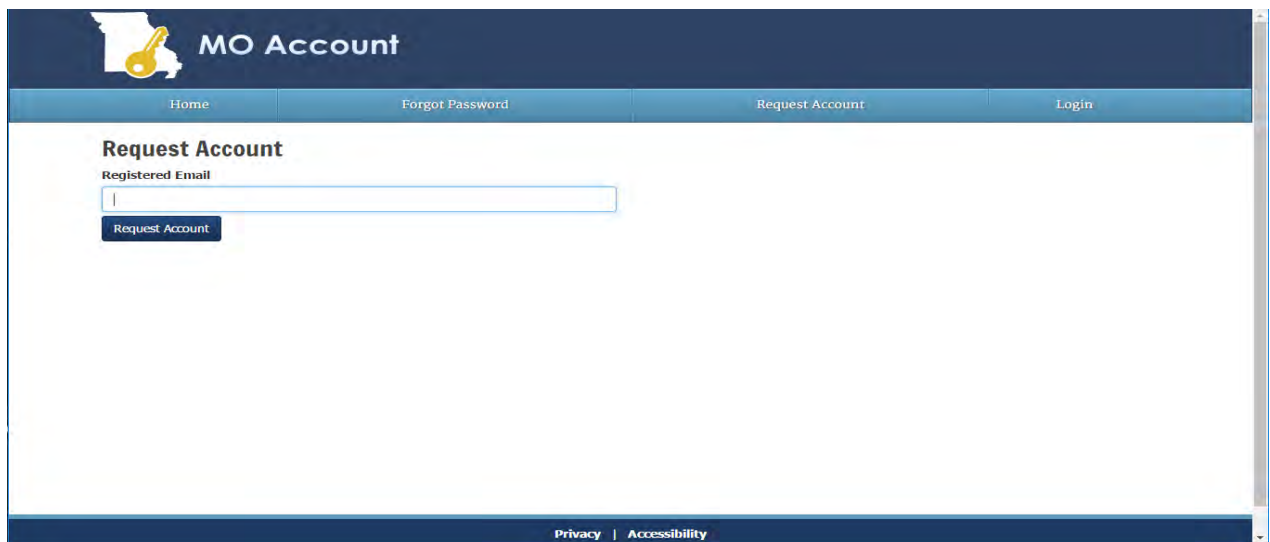 MO Account
Home Forgot Password Request Account Login
Request Account
Registered Email
Request Account
Privacy | Accessibility